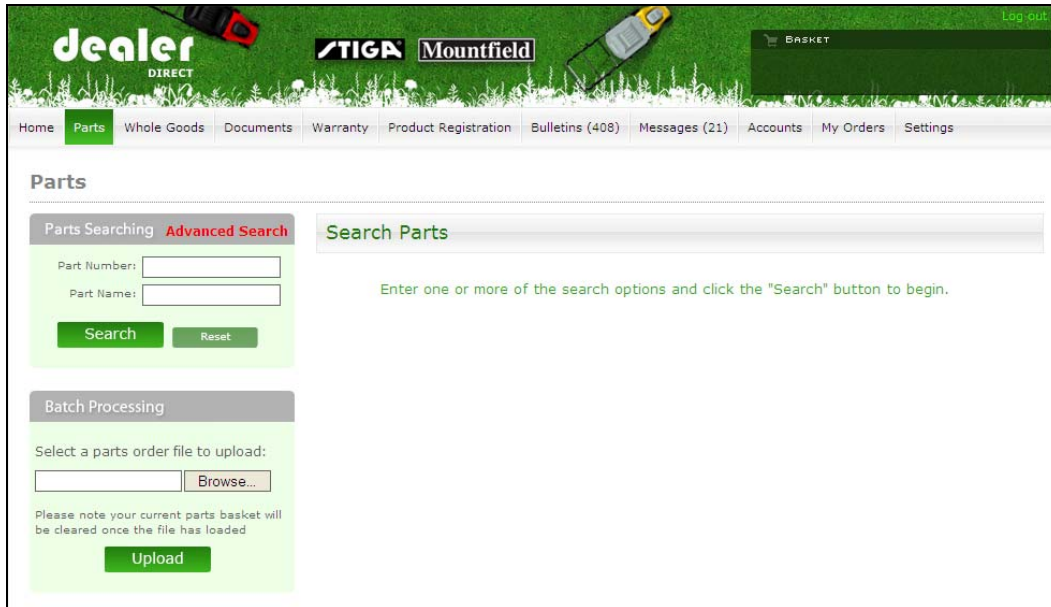 Log out
dealer
DIRECT
STIGA Mountfield
BASKET
Home Parts Whole Goods Documents Warranty Product Registration Bulletins (408) Messages (21) Accounts My Orders Settings
Parts
Parts Searching Advanced Search
Part Number:
Part Name:
Search Reset
Search Parts
Enter one or more of the search options and click the "Search" button to begin.
Batch Processing
Select a parts order file to upload:
Browse...
Please note your current parts basket will
be cleared once the file has loaded
Upload